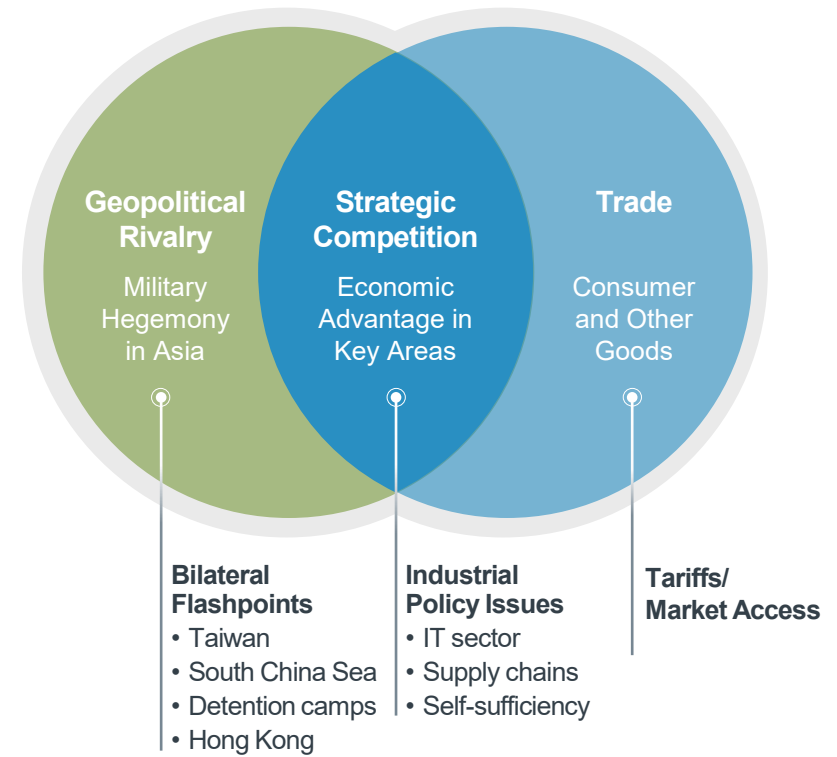 Geopolitical
Rivalry
Military
Hegemony
in Asia
Strategic
Competition
Economic
Advantage in
Key Areas
Trade
Consumer
and Other
Goods
Bilateral
Flashpoints
• Taiwan
• South China Sea
• Detention camps
• Hong Kong
Industrial
Policy Issues
• IT sector
• Supply chains
• Self-sufficiency
Tariffs/
Market Access